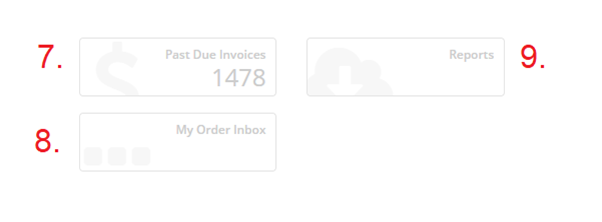 7.
Past Due Invoices
1478
Reports
9.
8.
My Order Inbox